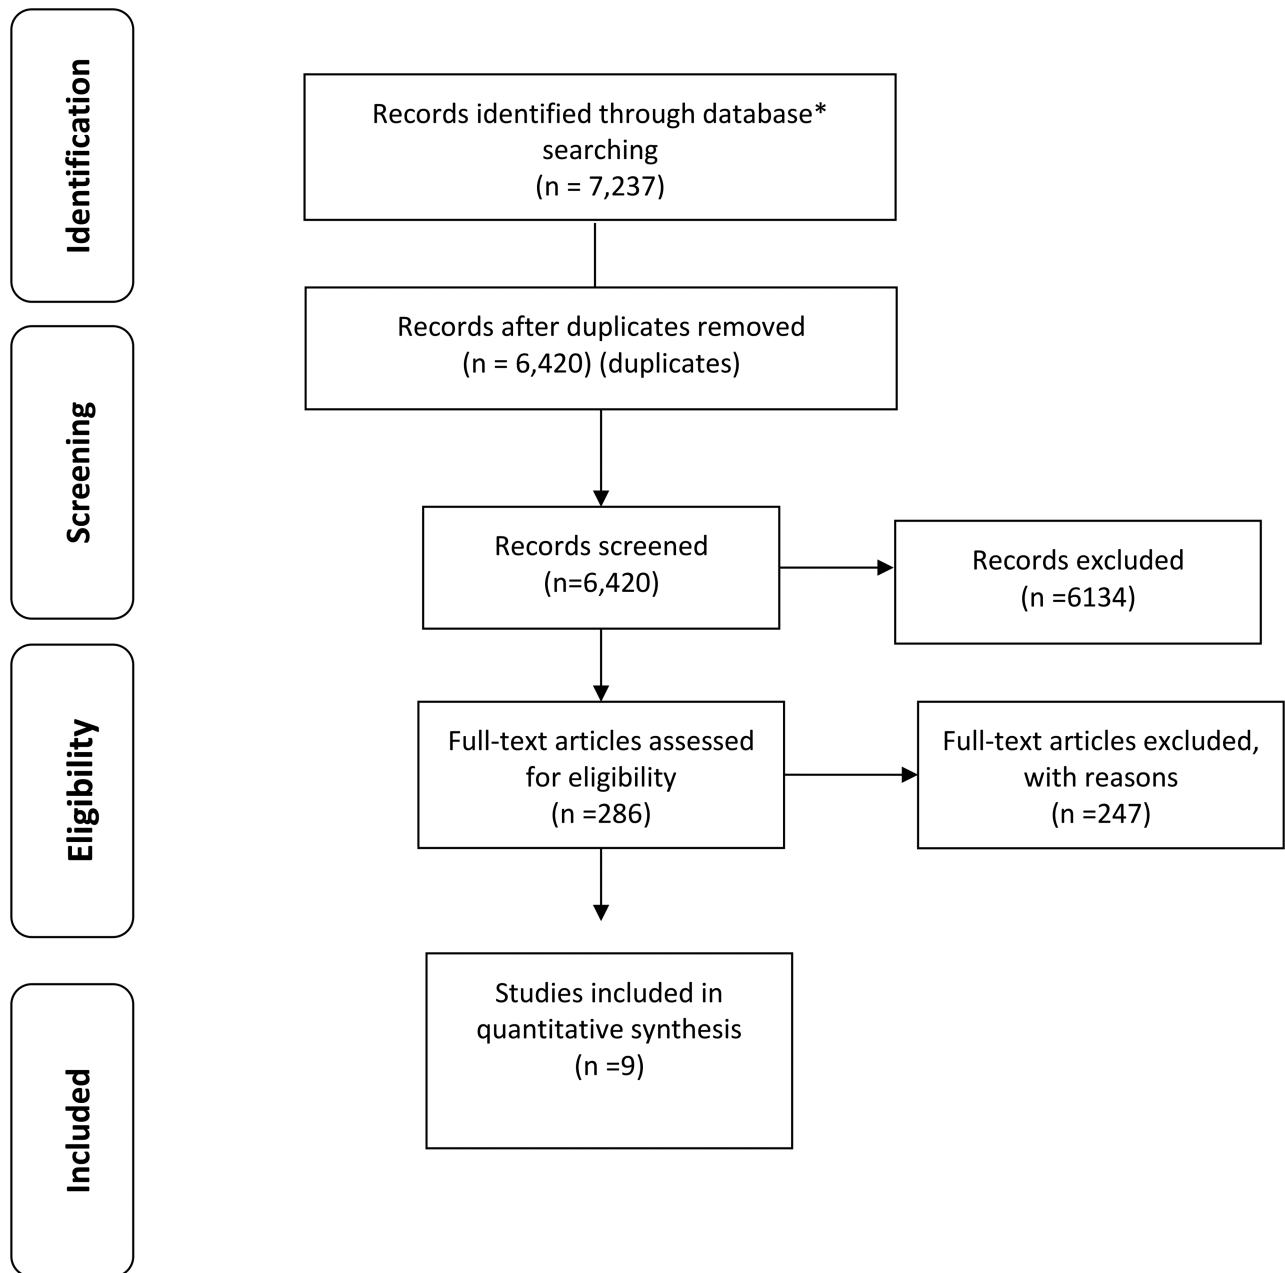 Identification
Records identified through database*
searching
(n = 7,237)
Records after duplicates removed
(n = 6,420) (duplicates)
Screening
Records screened
(n=6,420)
Records excluded
(n =6134)
Eligibility
Full-text articles assessed
for eligibility
(n =286)
Full-text articles excluded,
with reasons
(n =247)
Included
Studies included in
quantitative synthesis
(n =9)